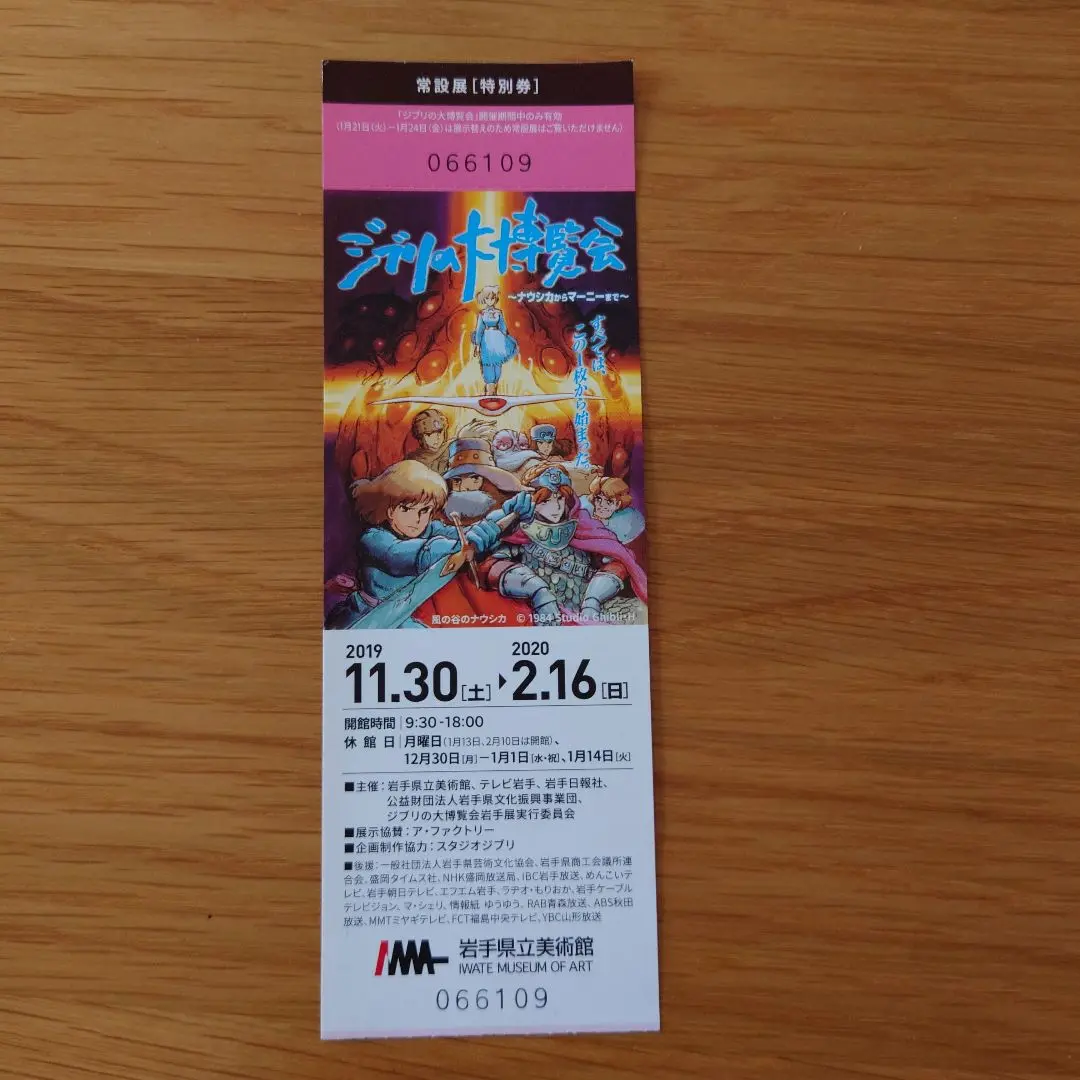 常設展［特別券］
「ジブリの大博覧会」開催期間中のみ有効
（1月21日（火）－1月24日（金）は展示替えのため常設展はご覧いただけません）
066109
ジブリの大博覧会
～ナウシカからマーニーまで～
すべては、
この1枚から始まった。
風の谷のナウシカ © 1984 Studio Ghibli・H
2019 2020
11.30［土］ 2.16［日］
開館時間 9:30-18:00
休館日 月曜日（1月13日、2月10日は開館）、
12月30日［月］－1月1日［水・祝］、1月14日［火］
■主催：岩手県立美術館、テレビ岩手、岩手日報社、
公益財団法人岩手県文化振興事業団、
ジブリの大博覧会岩手展実行委員会
■展示協賛：ア・ファクトリー
■企画制作協力：スタジオジブリ
■後援：一般社団法人岩手県芸術文化協会、岩手県商工会議所連
合会、盛岡タイムス社、NHK盛岡放送局、IBC岩手放送、めんこいテ
レビ、岩手朝日テレビ、エフエム岩手、ラヂオ・もりおか、岩手ケーブル
テレビジョン、マ・シェリ、情報紙 ゆうゆう、RAB青森放送、ABS秋田
放送、MMTミヤギテレビ、FCT福島中央テレビ、YBC山形放送
IMA 岩手県立美術館
IWATE MUSEUM OF ART
066109